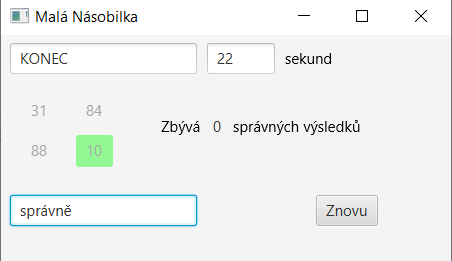 Malá Násobilka
KONEC 22 sekund
31 84
Zbývá 0 správných výsledků
88 10
správně Znovu